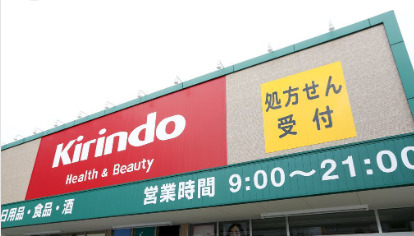 Kirindo
Health & Beauty
処方せん
受付
日用品・食品・酒
営業時間 9:00～21:00